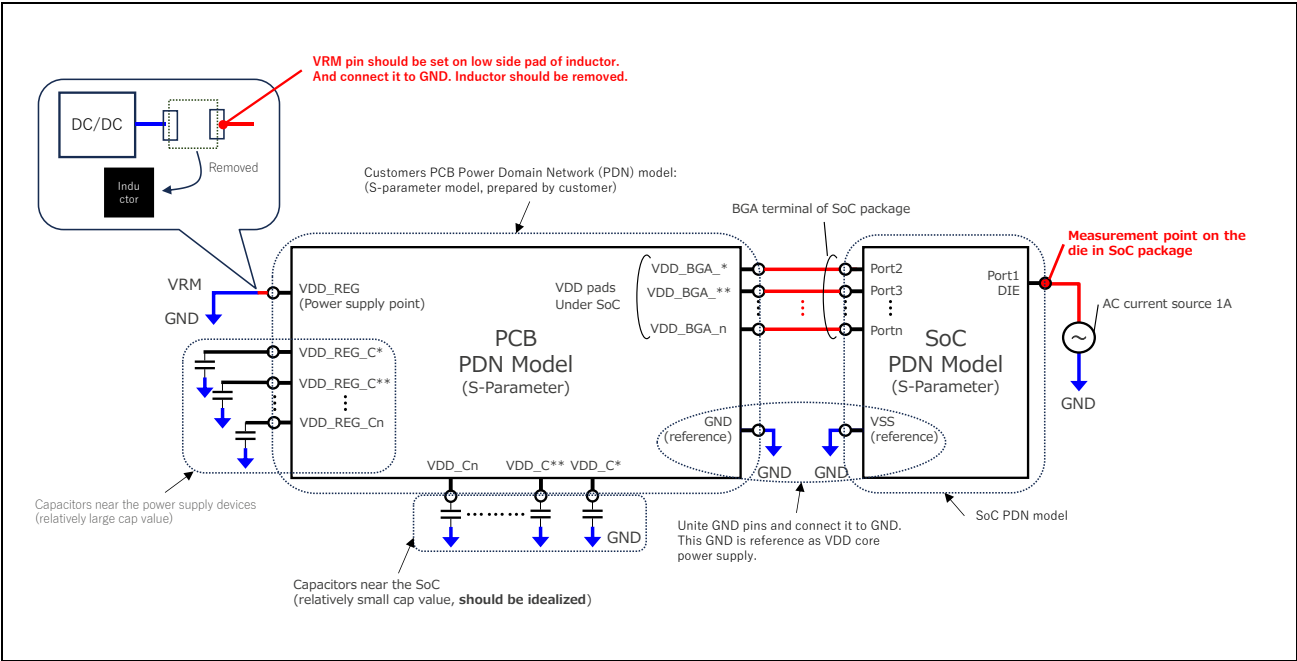 VRM pin should be set on low side pad of inductor.
And connect it to GND. Inductor should be removed.
DC/DC
Removed
Indu
ctor
Customers PCB Power Domain Network (PDN) model:
(S-parameter model, prepared by customer)
BGA terminal of SoC package
Measurement point on the
die in SoC package
VRM
GND
VDD_REG
(Power supply point)
VDD_REG_C*
VDD_REG_C**
VDD_REG_Cn
PCB
PDN Model
(S-Parameter)
VDD pads
Under SoC
VDD_BGA_*
VDD_BGA_**
VDD_BGA_n
GND
(reference)
GND
VDD_Cn
VDD_C**
VDD_C*
GND
Port2
Port3
Portn
Port1
DIE
SoC
PDN Model
(S-Parameter)
VSS
(reference)
GND
AC current source 1A
~
GND
Capacitors near the power supply devices
(relatively large cap value)
Capacitors near the SoC
(relatively small cap value, should be idealized)
Unite GND pins and connect it to GND.
This GND is reference as VDD core
power supply.
SoC PDN model